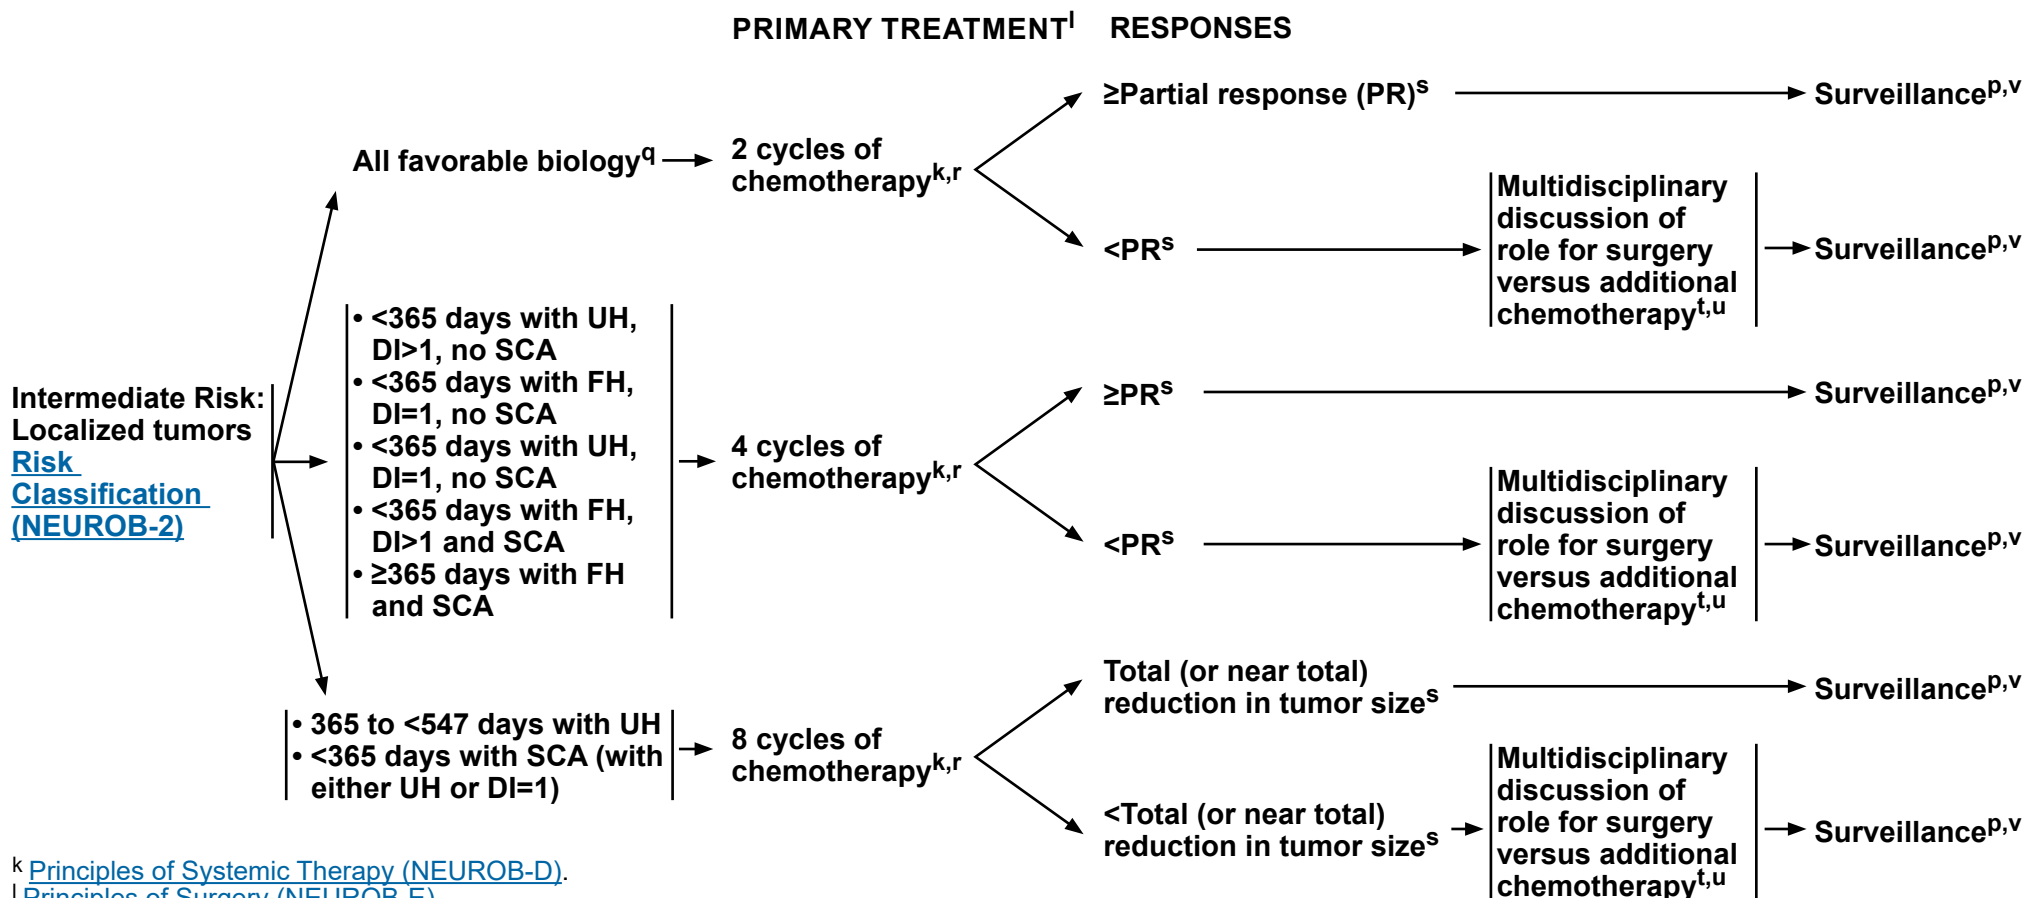 PRIMARY TREATMENTˡ RESPONSES
≥Partial response (PR)ˢ
Surveillanceᵖ,ᵛ
All favorable biology^q
2 cycles of
chemotherapyᵏ,ʳ
<PRˢ
Multidisciplinary
discussion of
role for surgery
versus additional
chemotherapyᵗ,ᵘ
Surveillanceᵖ,ᵛ
Intermediate Risk:
Localized tumors
Risk
Classification
(NEUROB-2)
• <365 days with UH,
DI>1, no SCA
• <365 days with FH,
DI=1, no SCA
• <365 days with UH,
DI=1, no SCA
• <365 days with FH,
DI>1 and SCA
• ≥365 days with FH
and SCA
4 cycles of
chemotherapyᵏ,ʳ
≥PRˢ
Surveillanceᵖ,ᵛ
<PRˢ
Multidisciplinary
discussion of
role for surgery
versus additional
chemotherapyᵗ,ᵘ
Surveillanceᵖ,ᵛ
• 365 to <547 days with UH
• <365 days with SCA (with
either UH or DI=1)
8 cycles of
chemotherapyᵏ,ʳ
Total (or near total)
reduction in tumor sizeˢ
Surveillanceᵖ,ᵛ
<Total (or near total)
reduction in tumor sizeˢ
Multidisciplinary
discussion of
role for surgery
versus additional
chemotherapyᵗ,ᵘ
Surveillanceᵖ,ᵛ
ᵏ Principles of Systemic Therapy (NEUROB-D).
ˡ Principles of Surgery (NEUROB-E)